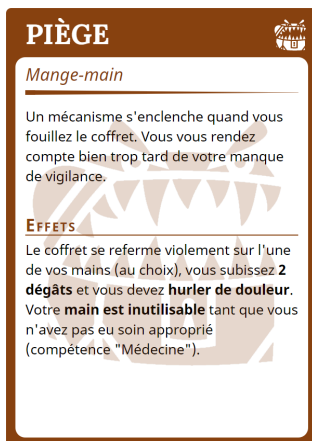 PIÈGE
Mange-main
Un mécanisme s'enclenche quand vous
fouillez le coffret. Vous vous rendez
compte bien trop tard de votre manque
de vigilance.
EFFETS
Le coffret se referme violement sur l'une
de vos mains (au choix), vous subissez 2
dégâts et vous devez hurler de douleur.
Votre main est inutilisable tant que vous
n'avez pas eu soin approprié
(compétence "Médecine").